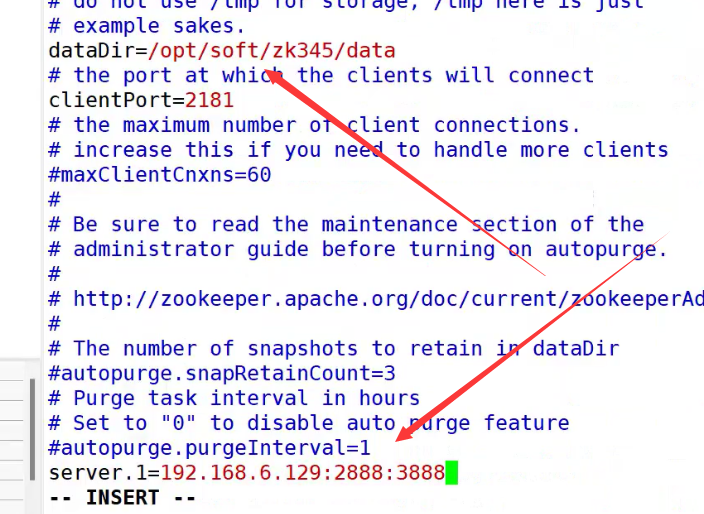 # do not use /tmp for storage, /tmp here is just
# example sakes.
dataDir=/opt/soft/zk345/data
# the port at which the clients will connect
clientPort=2181
# the maximum number of client connections.
# increase this if you need to handle more clients
#maxClientCnxns=60
#
# Be sure to read the maintenance section of the
# administrator guide before turning on autopurge.
#
# http://zookeeper.apache.org/doc/current/zookeeperAd
#
# The number of snapshots to retain in dataDir
#autopurge.snapRetainCount=3
# Purge task interval in hours
# Set to "0" to disable auto purge feature
#autopurge.purgeInterval=1
server.1=192.168.6.129:2888:3888
-- INSERT --